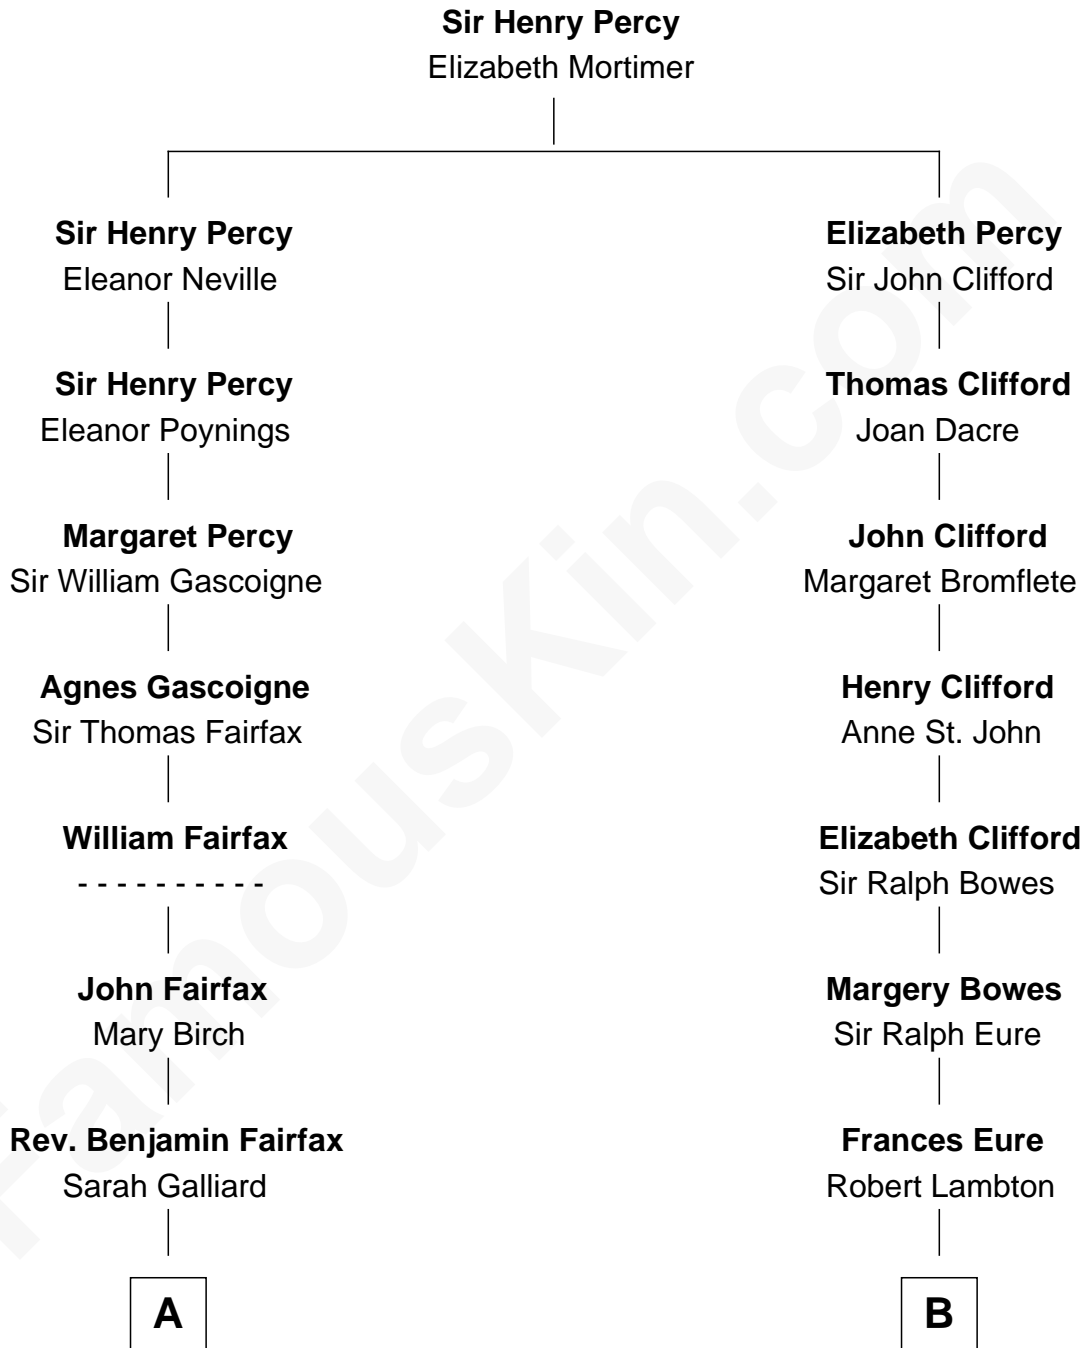 Sir Henry Percy
Elizabeth Mortimer
Sir Henry Percy
Eleanor Neville
Sir Henry Percy
Eleanor Poynings
Margaret Percy
Sir William Gascoigne
Agnes Gascoigne
Sir Thomas Fairfax
William Fairfax
- - - - - - - - - -
John Fairfax
Mary Birch
Rev. Benjamin Fairfax
Sarah Galliard
A
Elizabeth Percy
Sir John Clifford
Thomas Clifford
Joan Dacre
John Clifford
Margaret Bromflete
Henry Clifford
Anne St. John
Elizabeth Clifford
Sir Ralph Bowes
Margery Bowes
Sir Ralph Eure
Frances Eure
Robert Lambton
B
FamousKin.com